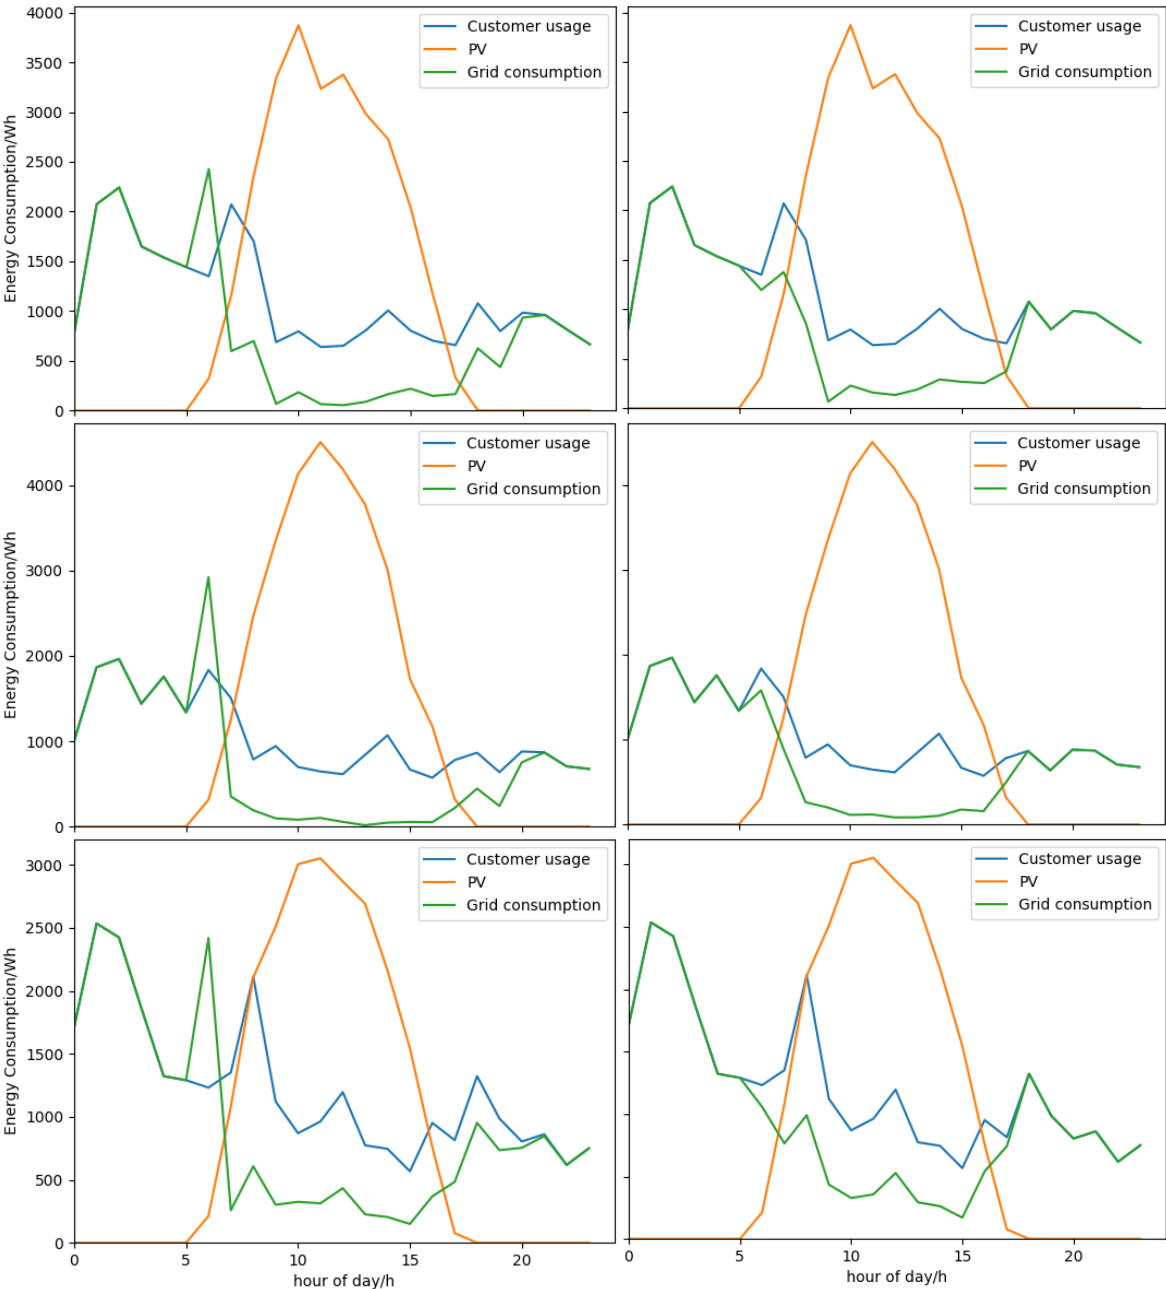 4000
3500
3000
2500
2000
1500
1000
500
0
Energy Consumption/Wh
Customer usage
PV
Grid consumption
Customer usage
PV
Grid consumption
4000
3000
2000
1000
0
Energy Consumption/Wh
Customer usage
PV
Grid consumption
Customer usage
PV
Grid consumption
3000
2500
2000
1500
1000
500
0
Energy Consumption/Wh
Customer usage
PV
Grid consumption
Customer usage
PV
Grid consumption
0 5 10 15 20
hour of day/h
0 5 10 15 20
hour of day/h